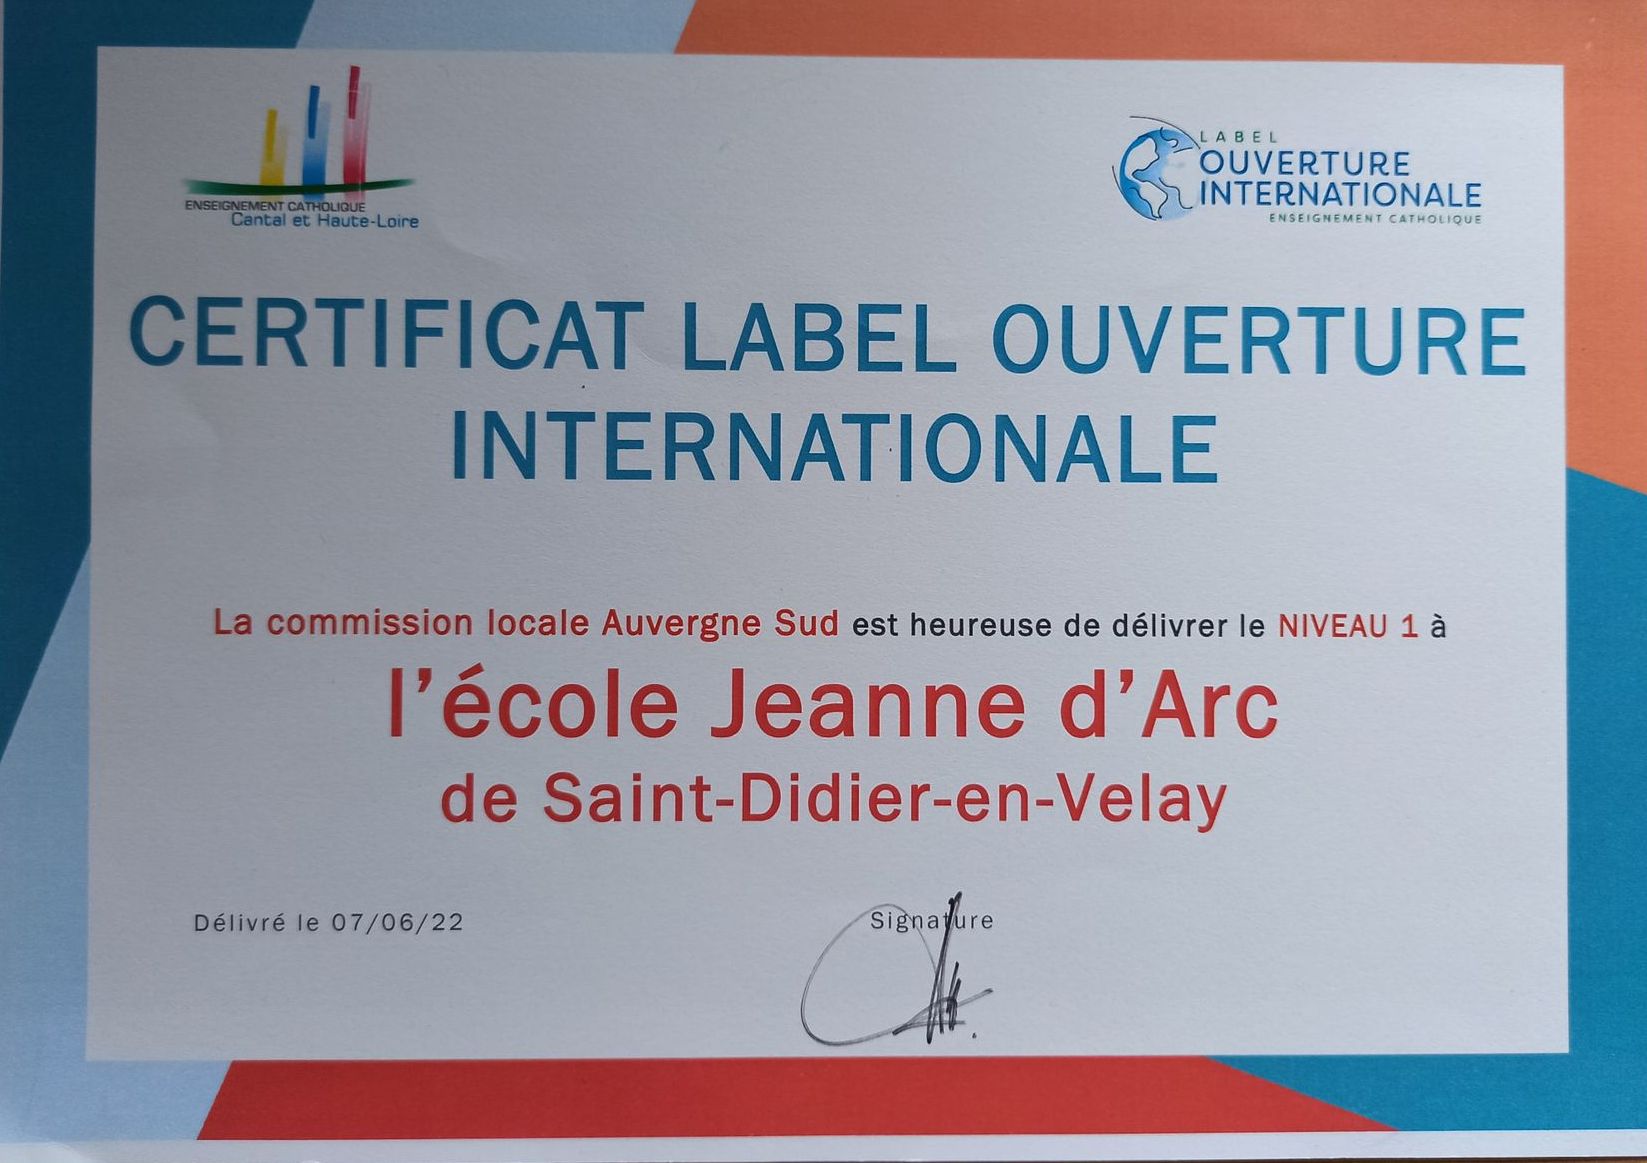 ENSEIGNEMENT CATHOLIQUE
Cantal et Haute-Loire
LABEL
OUVERTURE
INTERNATIONALE
ENSEIGNEMENT CATHOLIQUE
CERTIFICAT LABEL OUVERTURE
INTERNATIONALE
La commission locale Auvergne Sud est heureuse de délivrer le NIVEAU 1 à
l'école Jeanne d'Arc
de Saint-Didier-en-Velay
Délivré le 07/06/22
Signature